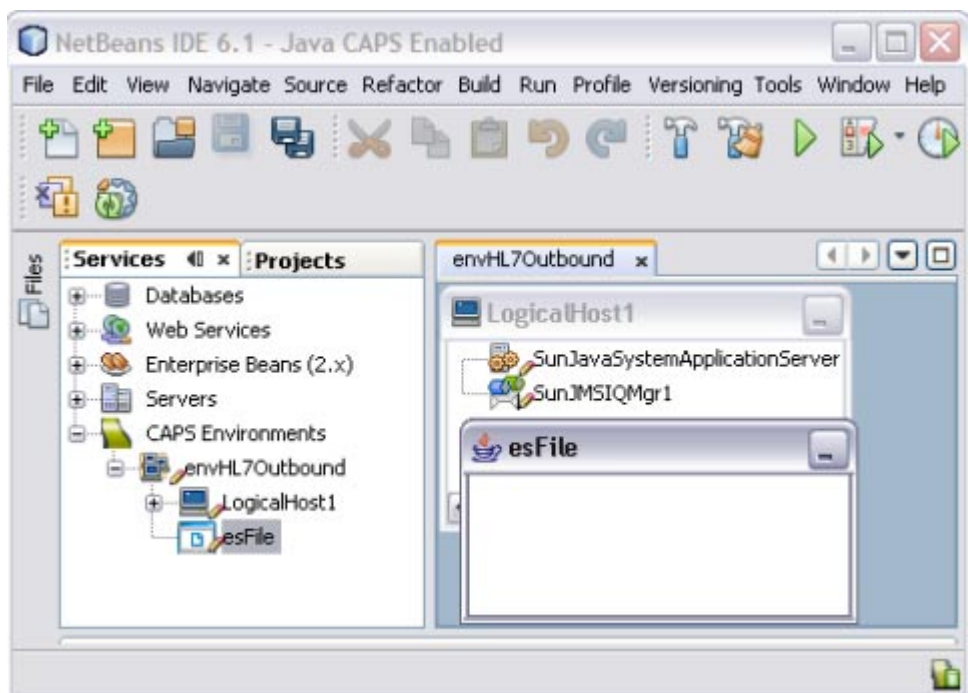 NetBeans IDE 6.1 - Java CAPS Enabled
File Edit View Navigate Source Refactor Build Run Profile Versioning Tools Window Help
Files
Services Projects
Databases
Web Services
Enterprise Beans (2.x)
Servers
CAPS Environments
envHL7Outbound
LogicalHost1
esFile
envHL7Outbound
LogicalHost1
SunJavaSystemApplicationServer
SunJMSIQMgr1
esFile